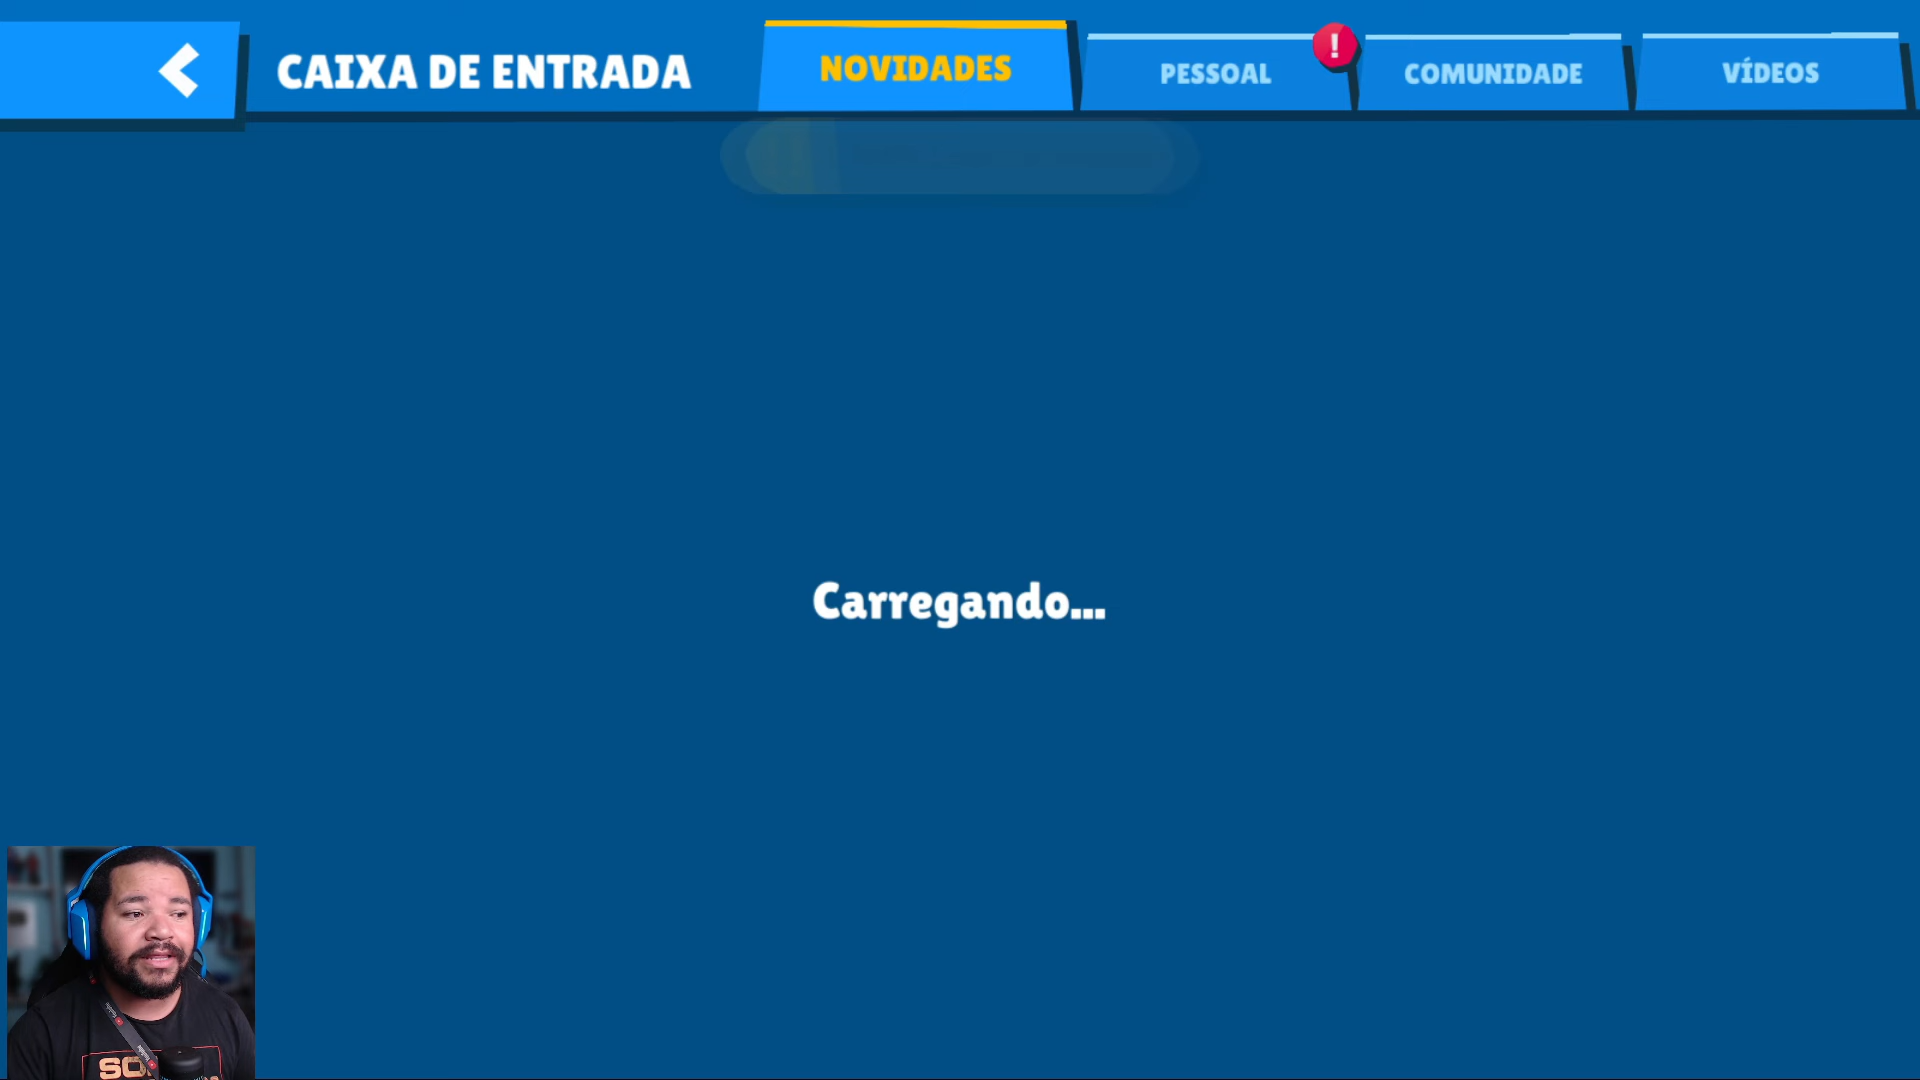 CAIXA DE ENTRADA
NOVIDADES
PESSOAL
!
COMUNIDADE
VÍDEOS
Carregando...